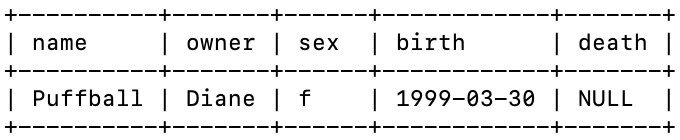 +----------+-------+------+------------+-------+
| name     | owner | sex  | birth      | death |
+----------+-------+------+------------+-------+
| Puffball | Diane | f    | 1999-03-30 | NULL  |
+----------+-------+------+------------+-------+